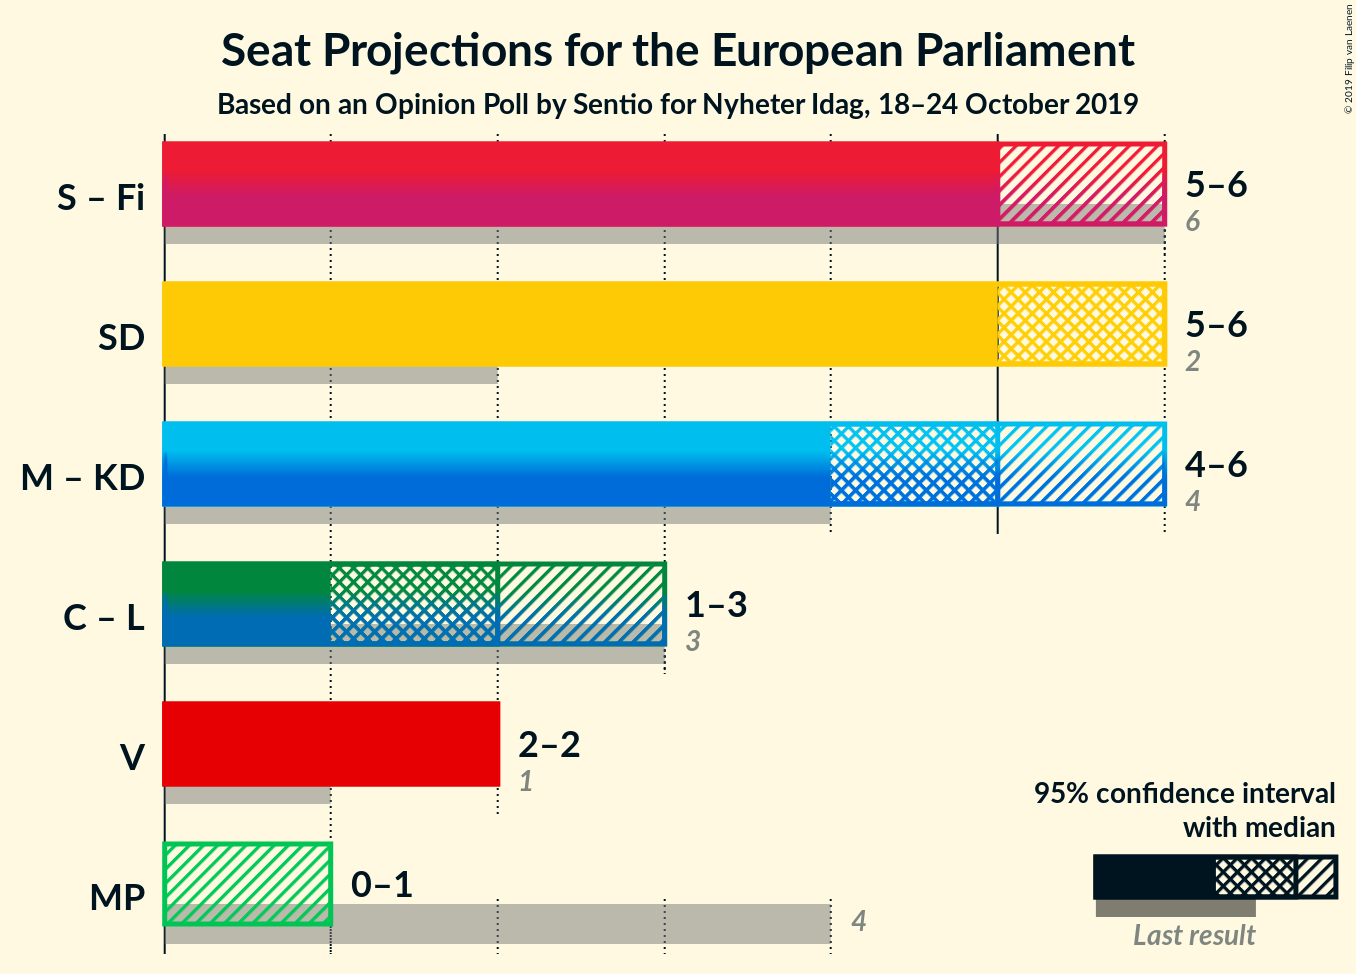 Seat Projections for the European Parliament
Based on an Opinion Poll by Sentio for Nyheter Idag, 18–24 October 2019
© 2019 Filip van Laenen
S – Fi
5–6
6
SD
5–6
2
M – KD
4–6
4
C – L
1–3
3
V
2–2
1
MP
0–1
4
95% confidence interval
with median
Last result